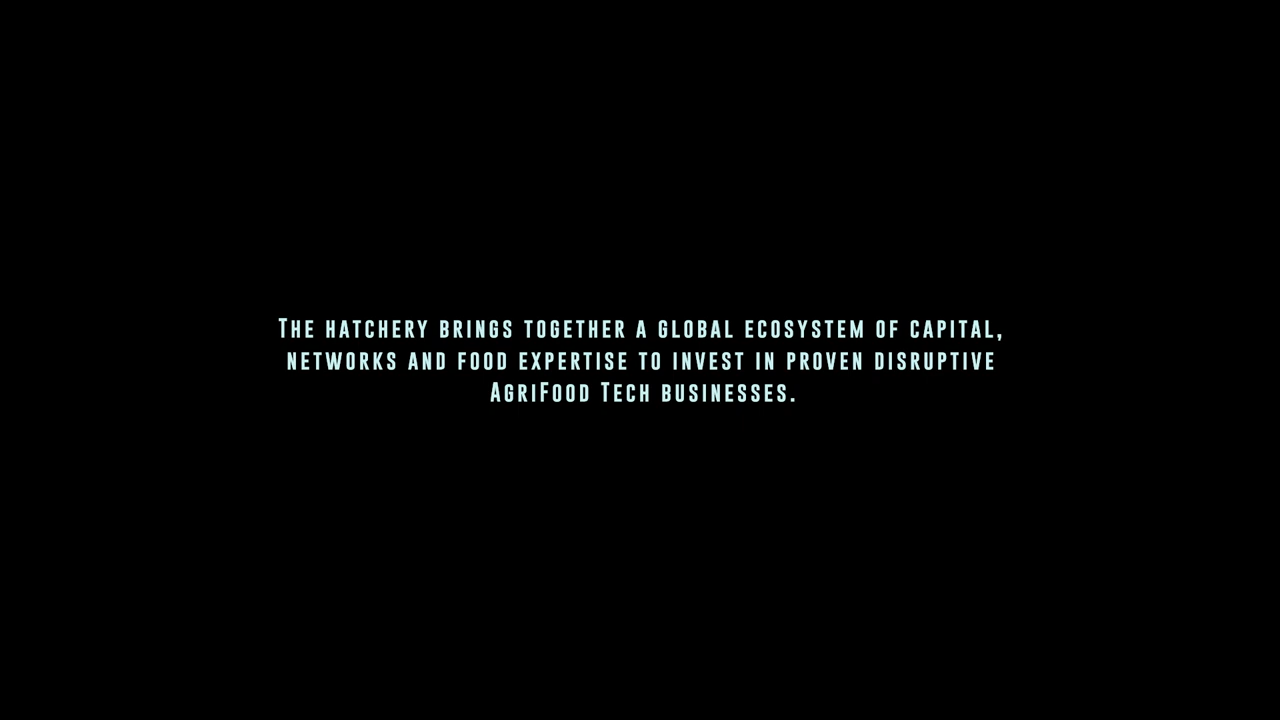 The hatchery brings together a global ecosystem of capital,
networks and food expertise to invest in proven disruptive
AgriFood Tech businesses.